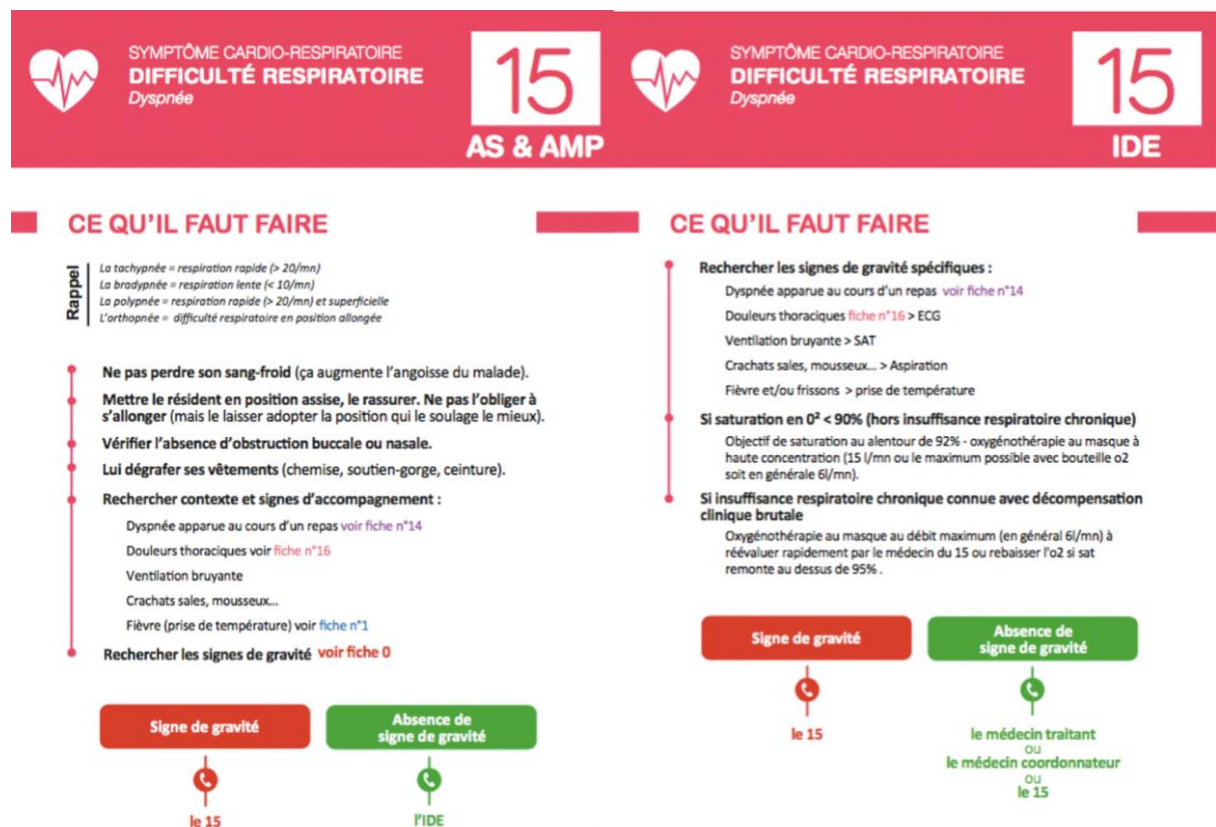 SYMPTÔME CARDIO-RESPIRATOIRE
DIFFICULTÉ RESPIRATOIRE
Dyspnée
15
AS & AMP
CE QU'IL FAUT FAIRE
Rappel
La tachypnée = respiration rapide (> 20/mn)
La bradypnée = respiration lente (< 10/mn)
La polypnée = respiration rapide (> 20/mn) et superficielle
L'orthopnée = difficulté respiratoire en position allongée
Ne pas perdre son sang-froid (ça augmente l'angoisse du malade).
Mettre le résident en position assise, le rassurer. Ne pas l'obliger à
s'allonger (mais le laisser adopter la position qui le soulage le mieux).
Vérifier l'absence d'obstruction buccale ou nasale.
Lui dégrafer ses vêtements (chemise, soutien-gorge, ceinture).
Rechercher contexte et signes d'accompagnement :
Dyspnée apparue au cours d'un repas voir fiche n°14
Douleurs thoraciques voir fiche n°16
Ventilation bruyante
Crachats sales, mousseux...
Fièvre (prise de température) voir fiche n°1
Rechercher les signes de gravité voir fiche 0
Signe de gravité
le 15
Absence de
signe de gravité
l'IDE
SYMPTÔME CARDIO-RESPIRATOIRE
DIFFICULTÉ RESPIRATOIRE
Dyspnée
15
IDE
CE QU'IL FAUT FAIRE
Rechercher les signes de gravité spécifiques :
Dyspnée apparue au cours d'un repas voir fiche n°14
Douleurs thoraciques fiche n°16 > ECG
Ventilation bruyante > SAT
Crachats sales, mousseux... > Aspiration
Fièvre et/ou frissons > prise de température
Si saturation en 0² < 90% (hors insuffisance respiratoire chronique)
Objectif de saturation au alentour de 92% - oxygénothérapie au masque à
haute concentration (15 l/mn ou le maximum possible avec bouteille o2
soit en générale 6l/mn).
Si insuffisance respiratoire chronique connue avec décompensation
clinique brutale
Oxygénothérapie au masque au débit maximum (en général 6l/mn) à
réévaluer rapidement par le médecin du 15 ou rebaisser l'o2 si sat
remonte au dessus de 95% .
Signe de gravité
le 15
Absence de
signe de gravité
le médecin traitant
ou
le médecin coordonnateur
ou
le 15